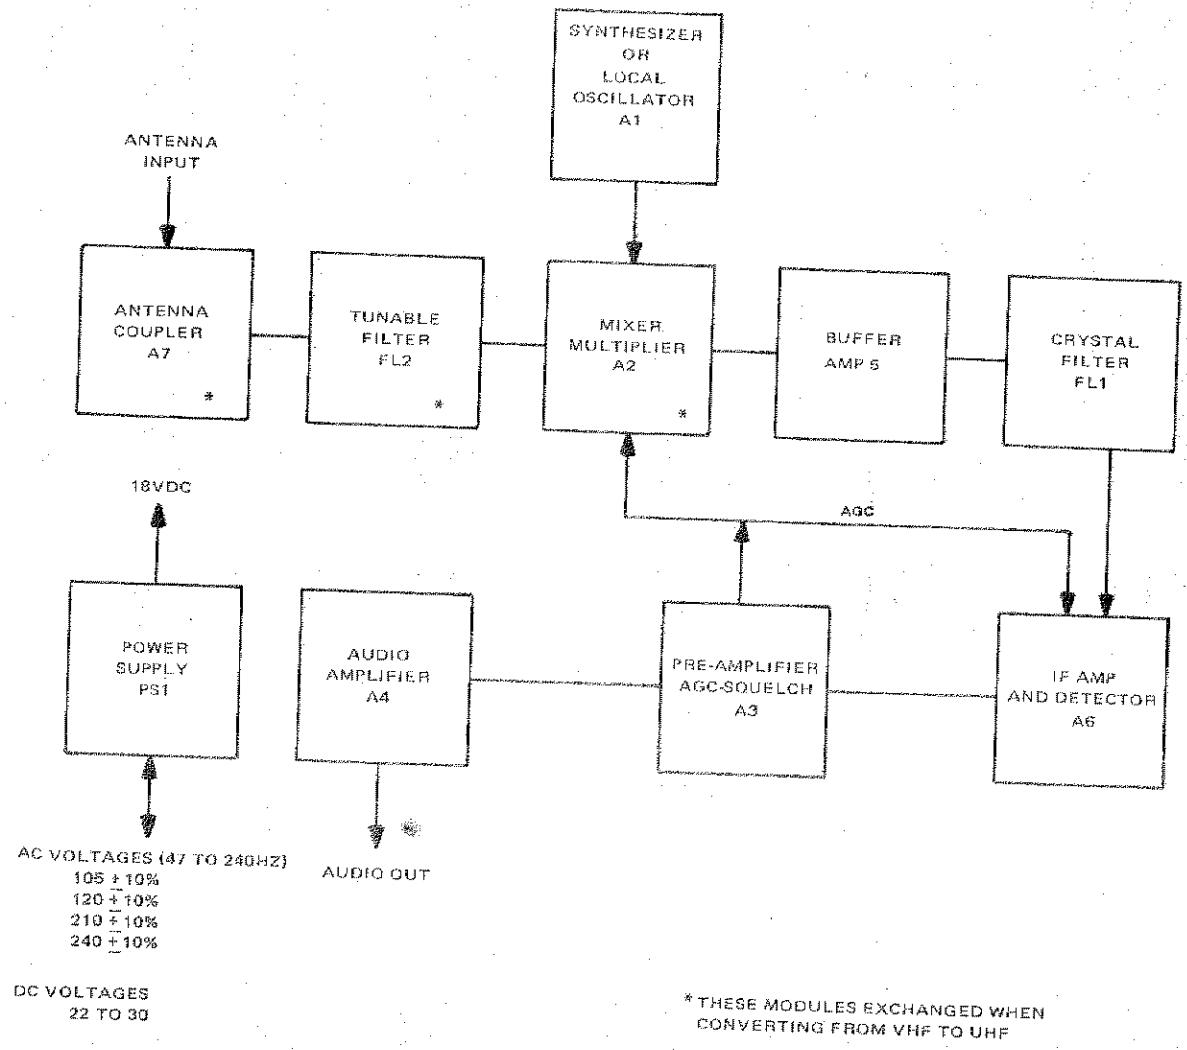 SYNTHESIZER
OR
LOCAL
OSCILLATOR
A1
ANTENNA
INPUT
ANTENNA
COUPLER
A7
*
TUNABLE
FILTER
FL2
*
MIXER
MULTIPLIER
A2
*
BUFFER
AMP 5
CRYSTAL
FILTER
FL1
18VDC
AGC
POWER
SUPPLY
PS1
AUDIO
AMPLIFIER
A4
PRE-AMPLIFIER
AGC-SQUELCH
A3
IF AMP
AND DETECTOR
A6
AC VOLTAGES (47 TO 240HZ)
105 ± 10%
120 ± 10%
210 ± 10%
240 ± 10%
AUDIO OUT
DC VOLTAGES
22 TO 30
* THESE MODULES EXCHANGED WHEN
CONVERTING FROM VHF TO UHF